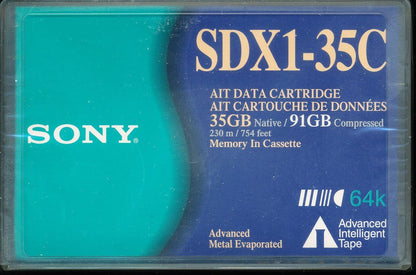 SDX1-35C
AIT DATA CARTRIDGE
AIT CARTOUCHE DE DONNÉES
35GB Native / 91GB Compressed
230 m / 754 feet
Memory In Cassette
SONY®
64k
Advanced
Metal Evaporated
Advanced
Intelligent
Tape